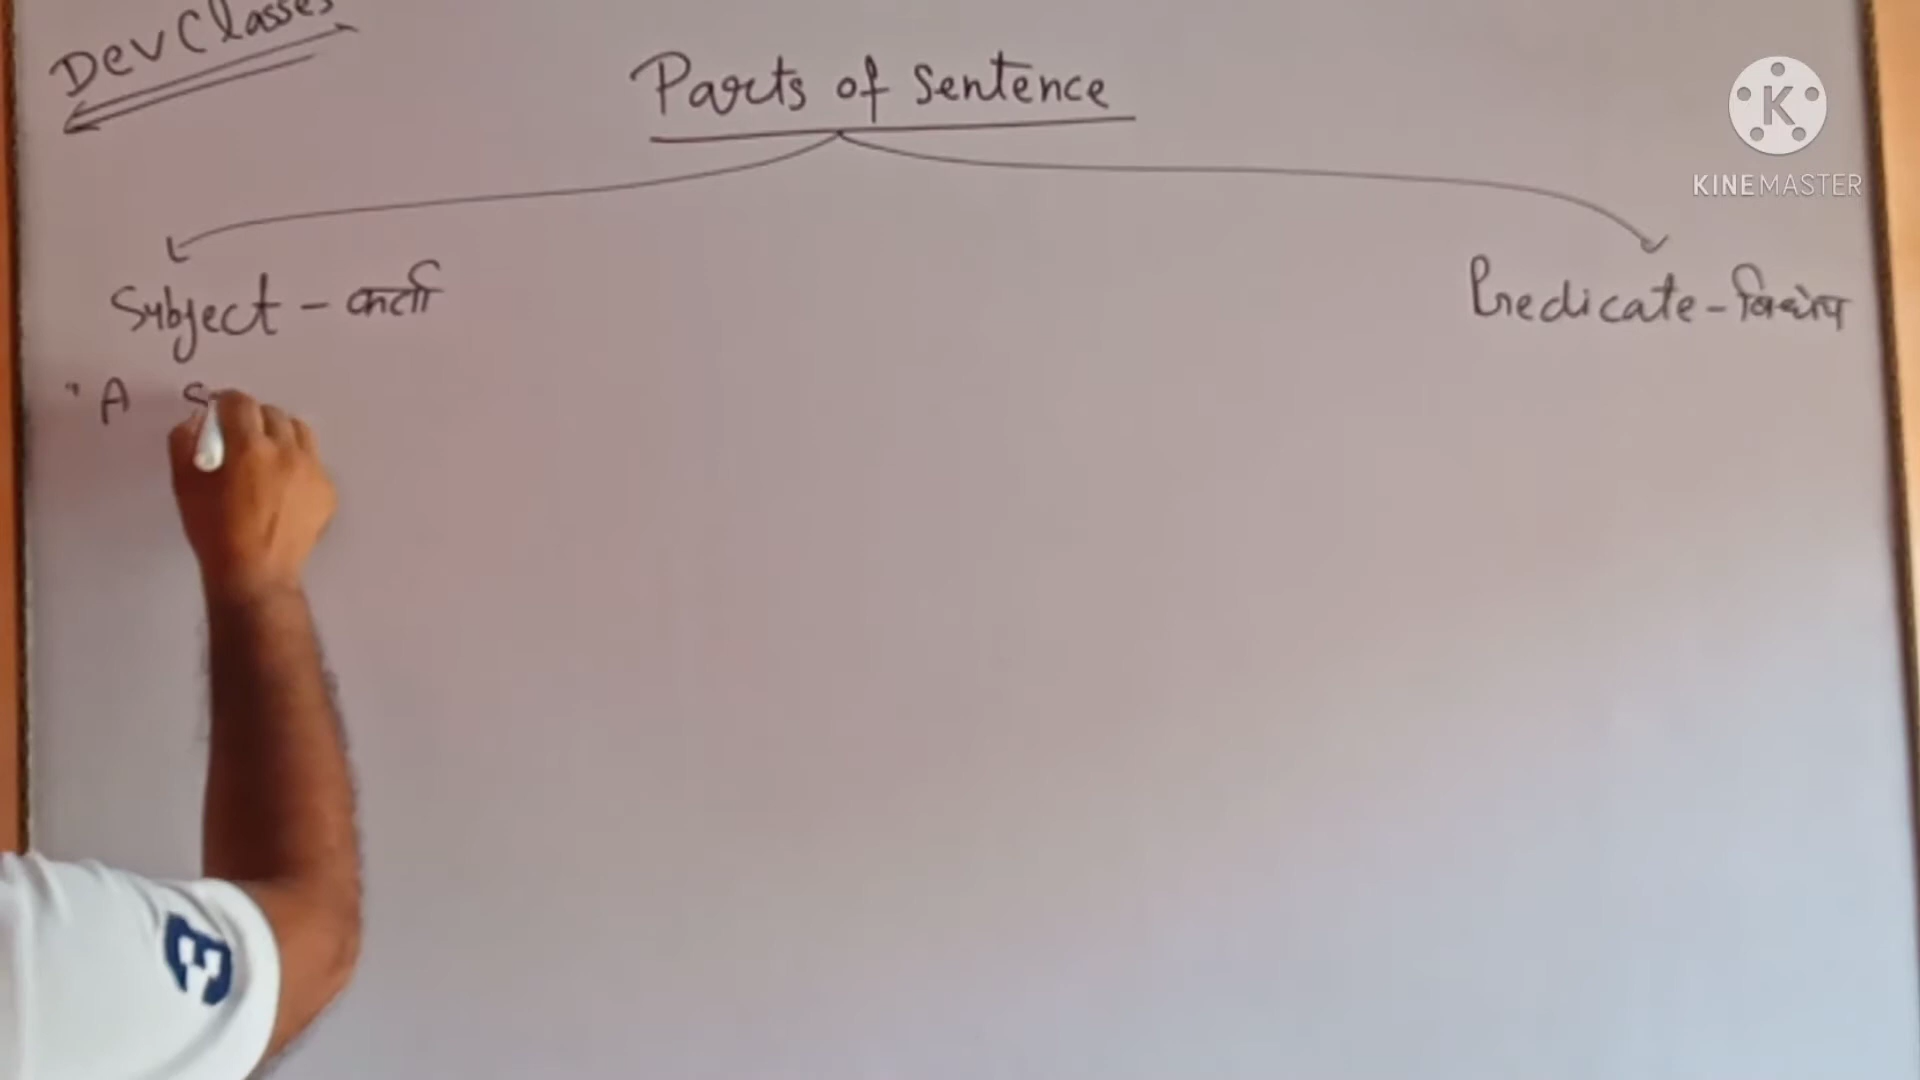 Dev Classes
Parts of Sentence
KINEMASTER
Subject - कर्ता
Predicate - विधेय
" A S